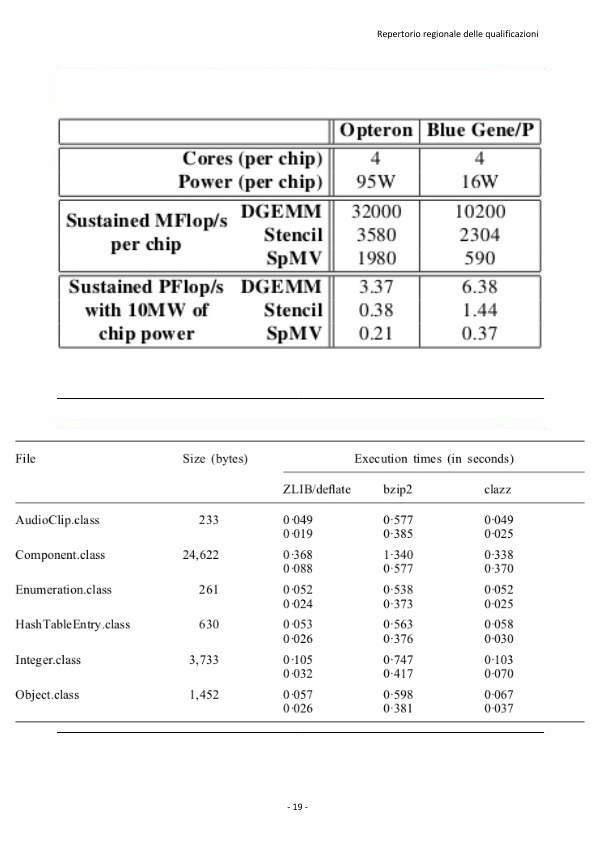 Repertorio regionale delle qualificazioni
Opteron Blue Gene/P
Cores (per chip) 4 4
Power (per chip) 95W 16W
Sustained MFlop/s per chip DGEMM 32000 10200
Stencil 3580 2304
SpMV 1980 590
Sustained PFlop/s DGEMM 3.37 6.38
with 10MW of Stencil 0.38 1.44
chip power SpMV 0.21 0.37
File Size (bytes) Execution times (in seconds)
ZLIB/deflate bzip2 clazz
AudioClip.class 233 0·049 0·577 0·049
0·019 0·385 0·025
Component.class 24,622 0·368 1·340 0·338
0·088 0·577 0·370
Enumeration.class 261 0·052 0·538 0·052
0·024 0·373 0·025
HashTableEntry.class 630 0·053 0·563 0·058
0·026 0·376 0·030
Integer.class 3,733 0·105 0·747 0·103
0·032 0·417 0·070
Object.class 1,452 0·057 0·598 0·067
0·026 0·381 0·037
- 19 -